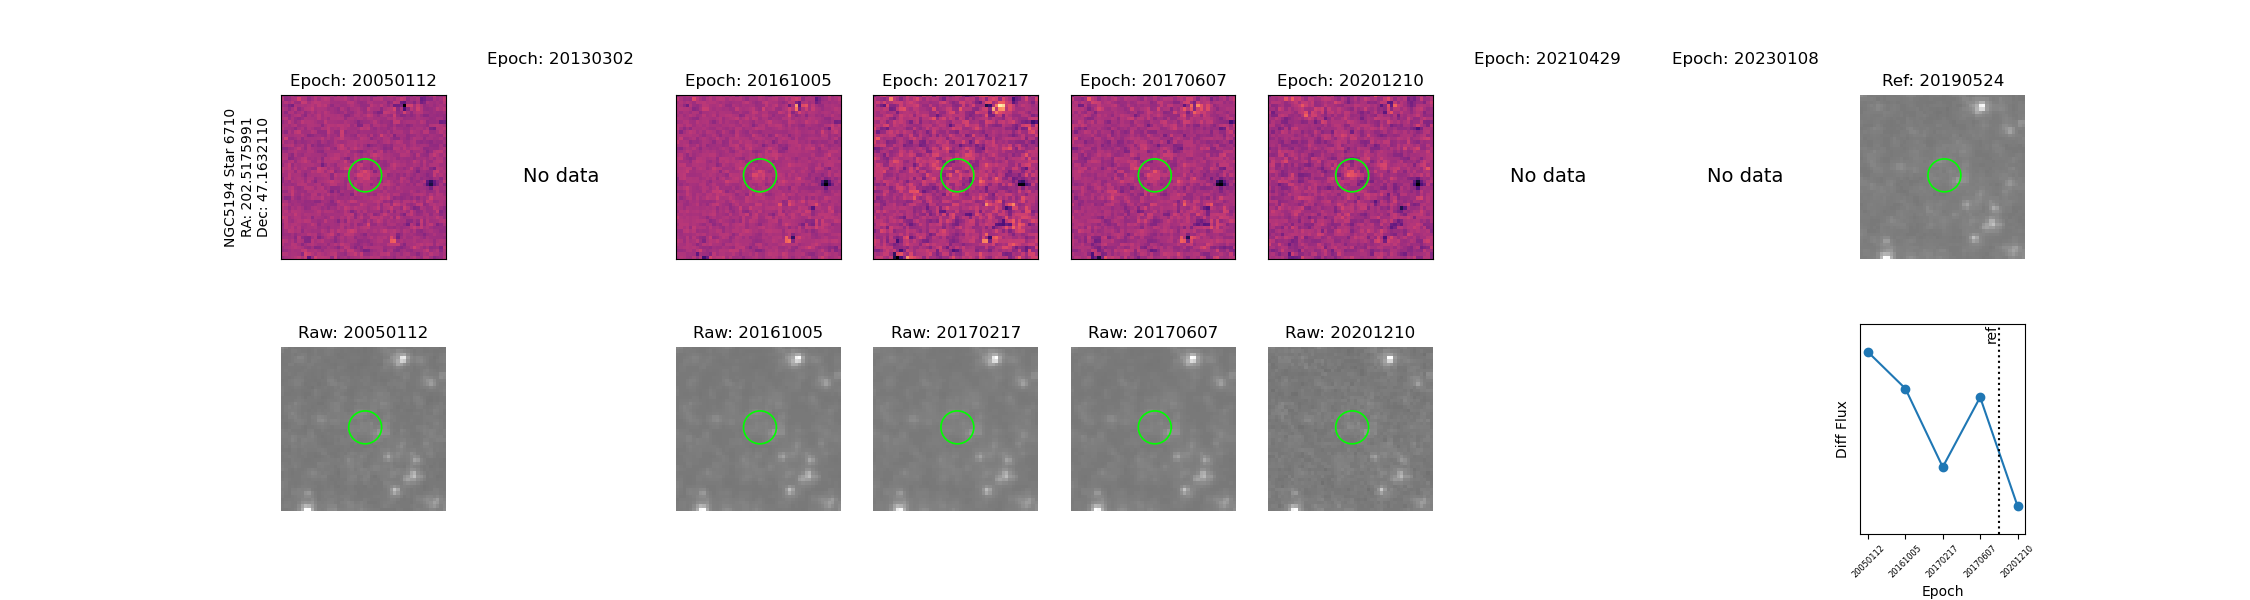 NGC5194 Star 6710
RA: 202.5175991
Dec: 47.1632110
Epoch: 20050112
Epoch: 20130302
No data
Epoch: 20161005
Epoch: 20170217
Epoch: 20170607
Epoch: 20201210
Epoch: 20210429
No data
Epoch: 20230108
No data
Ref: 20190524
Raw: 20050112
Raw: 20161005
Raw: 20170217
Raw: 20170607
Raw: 20201210
ref
Diff Flux
20050112
20161005
20170217
20170607
20201210
Epoch